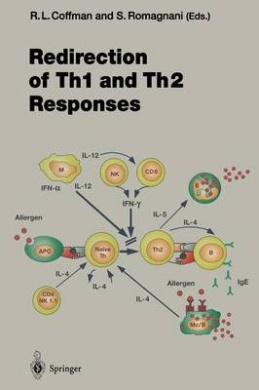 R. L. Coffman and S. Romagnani (Eds.)
Redirection
of Th1 and Th2
Responses
IL-12
M
NK
CD8
IFN-α
IL-12
IFN-γ
IL-5
IL-4
Allergen
APC
Naive
Th
Th2
B
IL-4
IL-4
IgE
CD4
NK 1.1
IL-4
Allergen
Mc/B
Springer